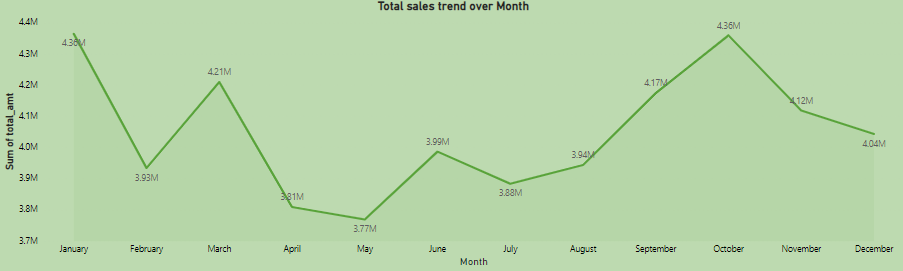 Total sales trend over Month
Sum of total_amt
4.4M
4.3M
4.2M
4.1M
4.0M
3.9M
3.8M
3.7M
4.36M
3.93M
4.21M
3.81M
3.77M
3.99M
3.88M
3.94M
4.17M
4.36M
4.12M
4.04M
January February March April May June July August September October November December
Month